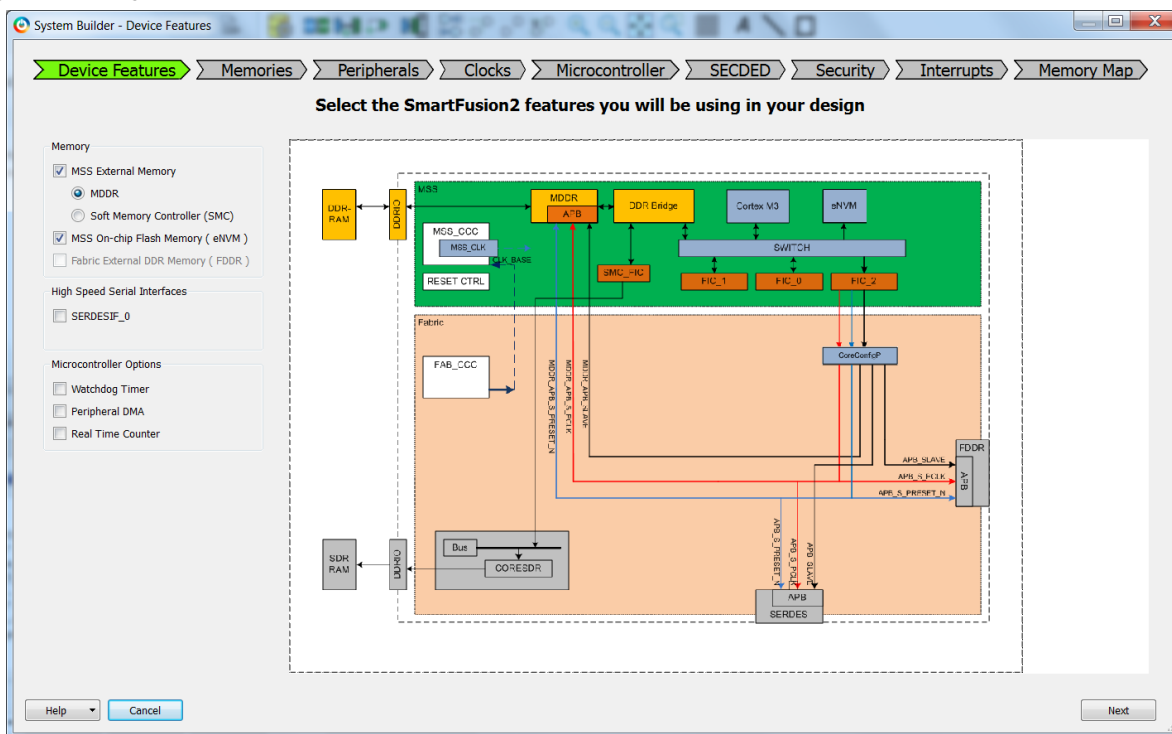 System Builder - Device Features
Device Features Memories Peripherals Clocks Microcontroller SECDED Security Interrupts Memory Map
Select the SmartFusion2 features you will be using in your design
Memory
MSS External Memory
MDDR
Soft Memory Controller (SMC)
MSS On-chip Flash Memory ( eNVM )
Fabric External DDR Memory ( FDDR )
High Speed Serial Interfaces
SERDESIF_0
Microcontroller Options
Watchdog Timer
Peripheral DMA
Real Time Counter
MSS
DDR-
RAM
DDRIO
MDDR
APB
DDR Bridge
Cortex M3
eNVM
MSS_CCC
MSS_CLK
CLK_BASE
SWITCH
RESET CTRL
SMC_FIC
FIC_1
FIC_0
FIC_2
Fabric
CoreConfigP
FAB_CCC
MDDR_APB_S_PRESET_N
MDDR_APB_S_PCLK
MDDR_APB_SLAVE
FDDR
APB
APB_SLAVE
APB_S_PCLK
APB_S_PRESET_N
SDR
RAM
DDRIO
Bus
CORESDR
APB_S_PRESET_N
APB_S_PCLK
APB_SLAVE
APB
SERDES
Help Cancel Next